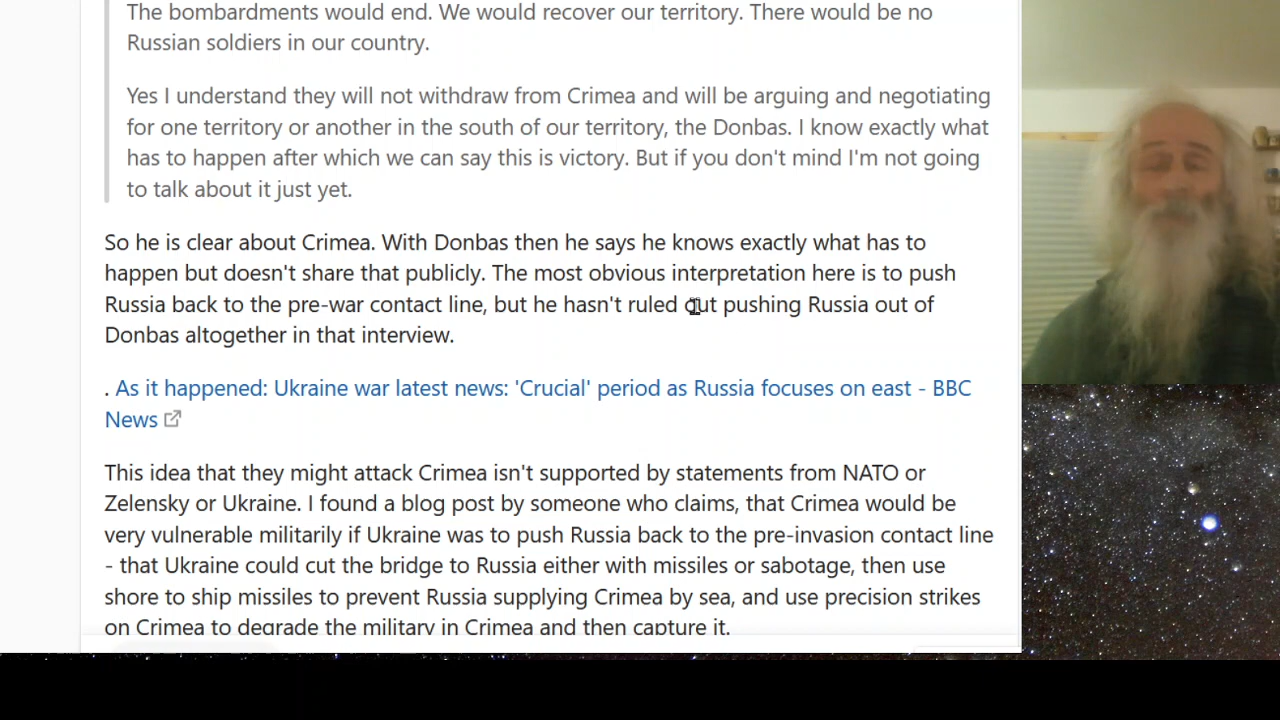 The bombardments would end. We would recover our territory. There would be no
Russian soldiers in our country.
Yes I understand they will not withdraw from Crimea and will be arguing and negotiating
for one territory or another in the south of our territory, the Donbas. I know exactly what
has to happen after which we can say this is victory. But if you don't mind I'm not going
to talk about it just yet.
So he is clear about Crimea. With Donbas then he says he knows exactly what has to
happen but doesn't share that publicly. The most obvious interpretation here is to push
Russia back to the pre-war contact line, but he hasn't ruled out pushing Russia out of
Donbas altogether in that interview.
. As it happened: Ukraine war latest news: 'Crucial' period as Russia focuses on east - BBC
News
This idea that they might attack Crimea isn't supported by statements from NATO or
Zelensky or Ukraine. I found a blog post by someone who claims, that Crimea would be
very vulnerable militarily if Ukraine was to push Russia back to the pre-invasion contact line
- that Ukraine could cut the bridge to Russia either with missiles or sabotage, then use
shore to ship missiles to prevent Russia supplying Crimea by sea, and use precision strikes
on Crimea to degrade the military in Crimea and then capture it.